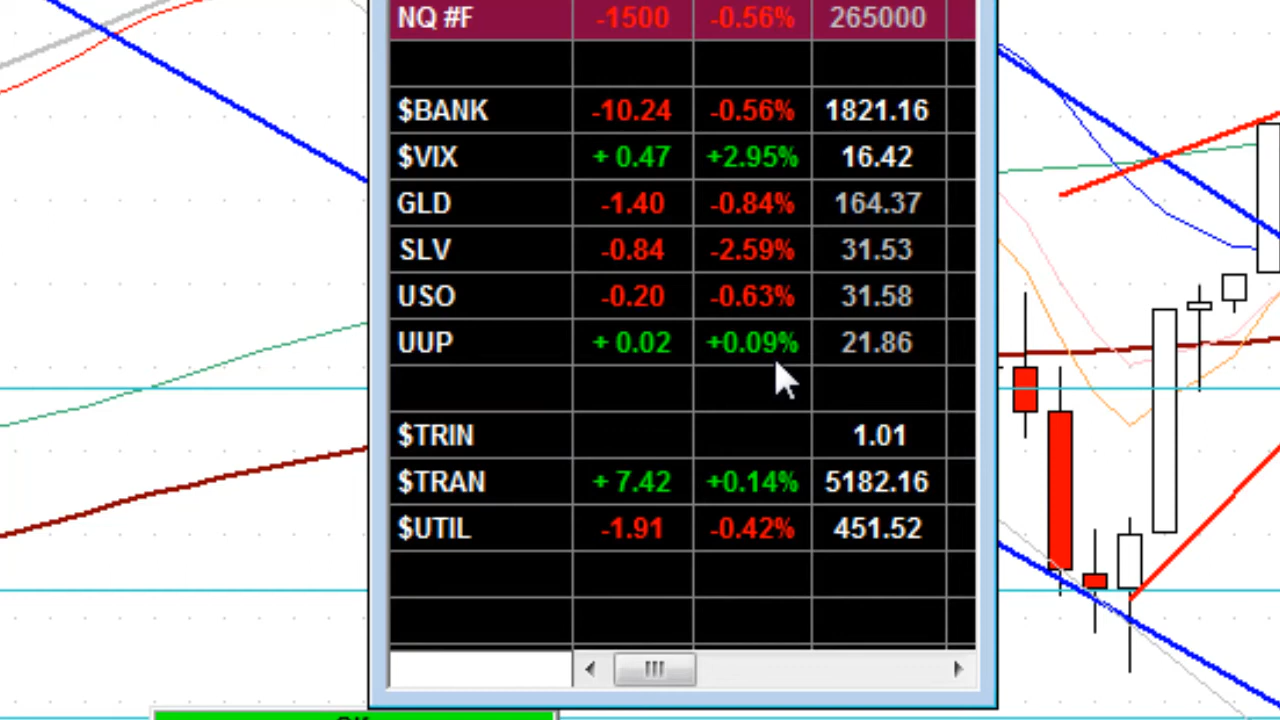 NQ #F -1500 -0.56% 265000
$BANK -10.24 -0.56% 1821.16
$VIX + 0.47 +2.95% 16.42
GLD -1.40 -0.84% 164.37
SLV -0.84 -2.59% 31.53
USO -0.20 -0.63% 31.58
UUP + 0.02 +0.09% 21.86
$TRIN 1.01
$TRAN + 7.42 +0.14% 5182.16
$UTIL -1.91 -0.42% 451.52